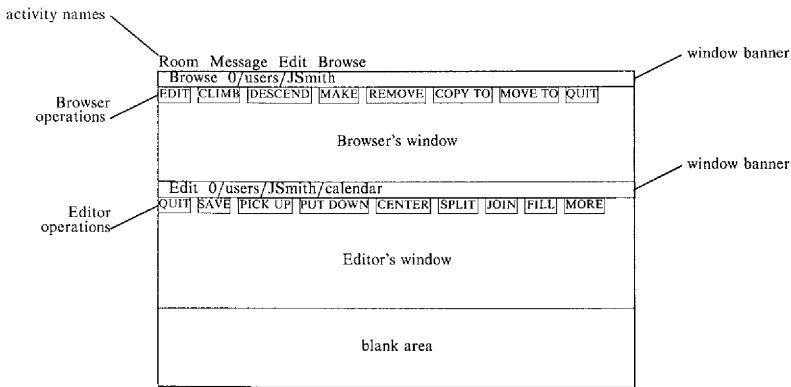 activity names
Room Message Edit Browse
window banner
Browse 0/users/JSmith
EDIT CLIMB DESCEND MAKE REMOVE COPY TO MOVE TO QUIT
Browser
operations
Browser's window
window banner
Edit 0/users/JSmith/calendar
QUIT SAVE PICK UP PUT DOWN CENTER SPLIT JOIN FILL MORE
Editor
operations
Editor's window
blank area